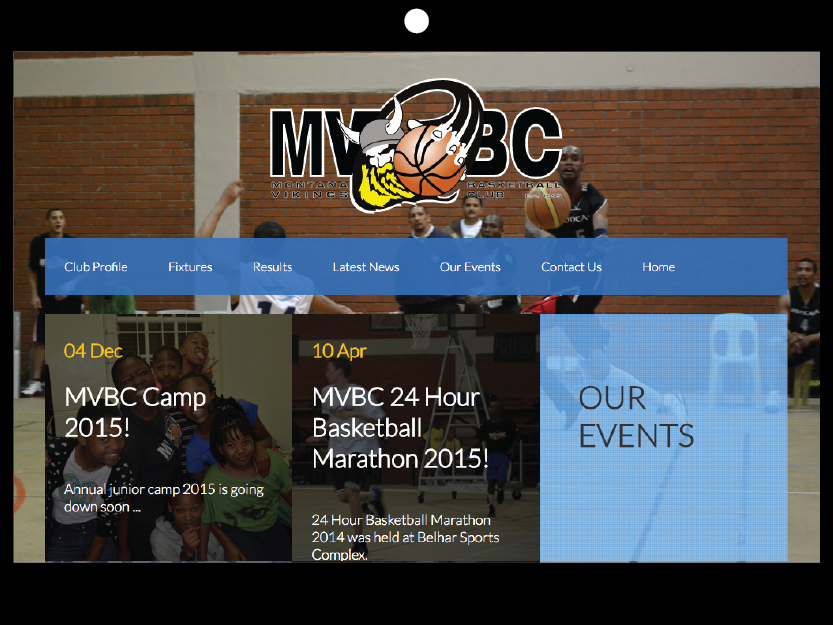 MVBC
MONTANA BASKETBALL
VIKINGS CLUB
Club Profile Fixtures Results Latest News Our Events Contact Us Home
04 Dec
MVBC Camp
2015!
Annual junior camp 2015 is going
down soon ...
10 Apr
MVBC 24 Hour
Basketball
Marathon 2015!
24 Hour Basketball Marathon
2014 was held at Belhar Sports
Complex.
OUR
EVENTS